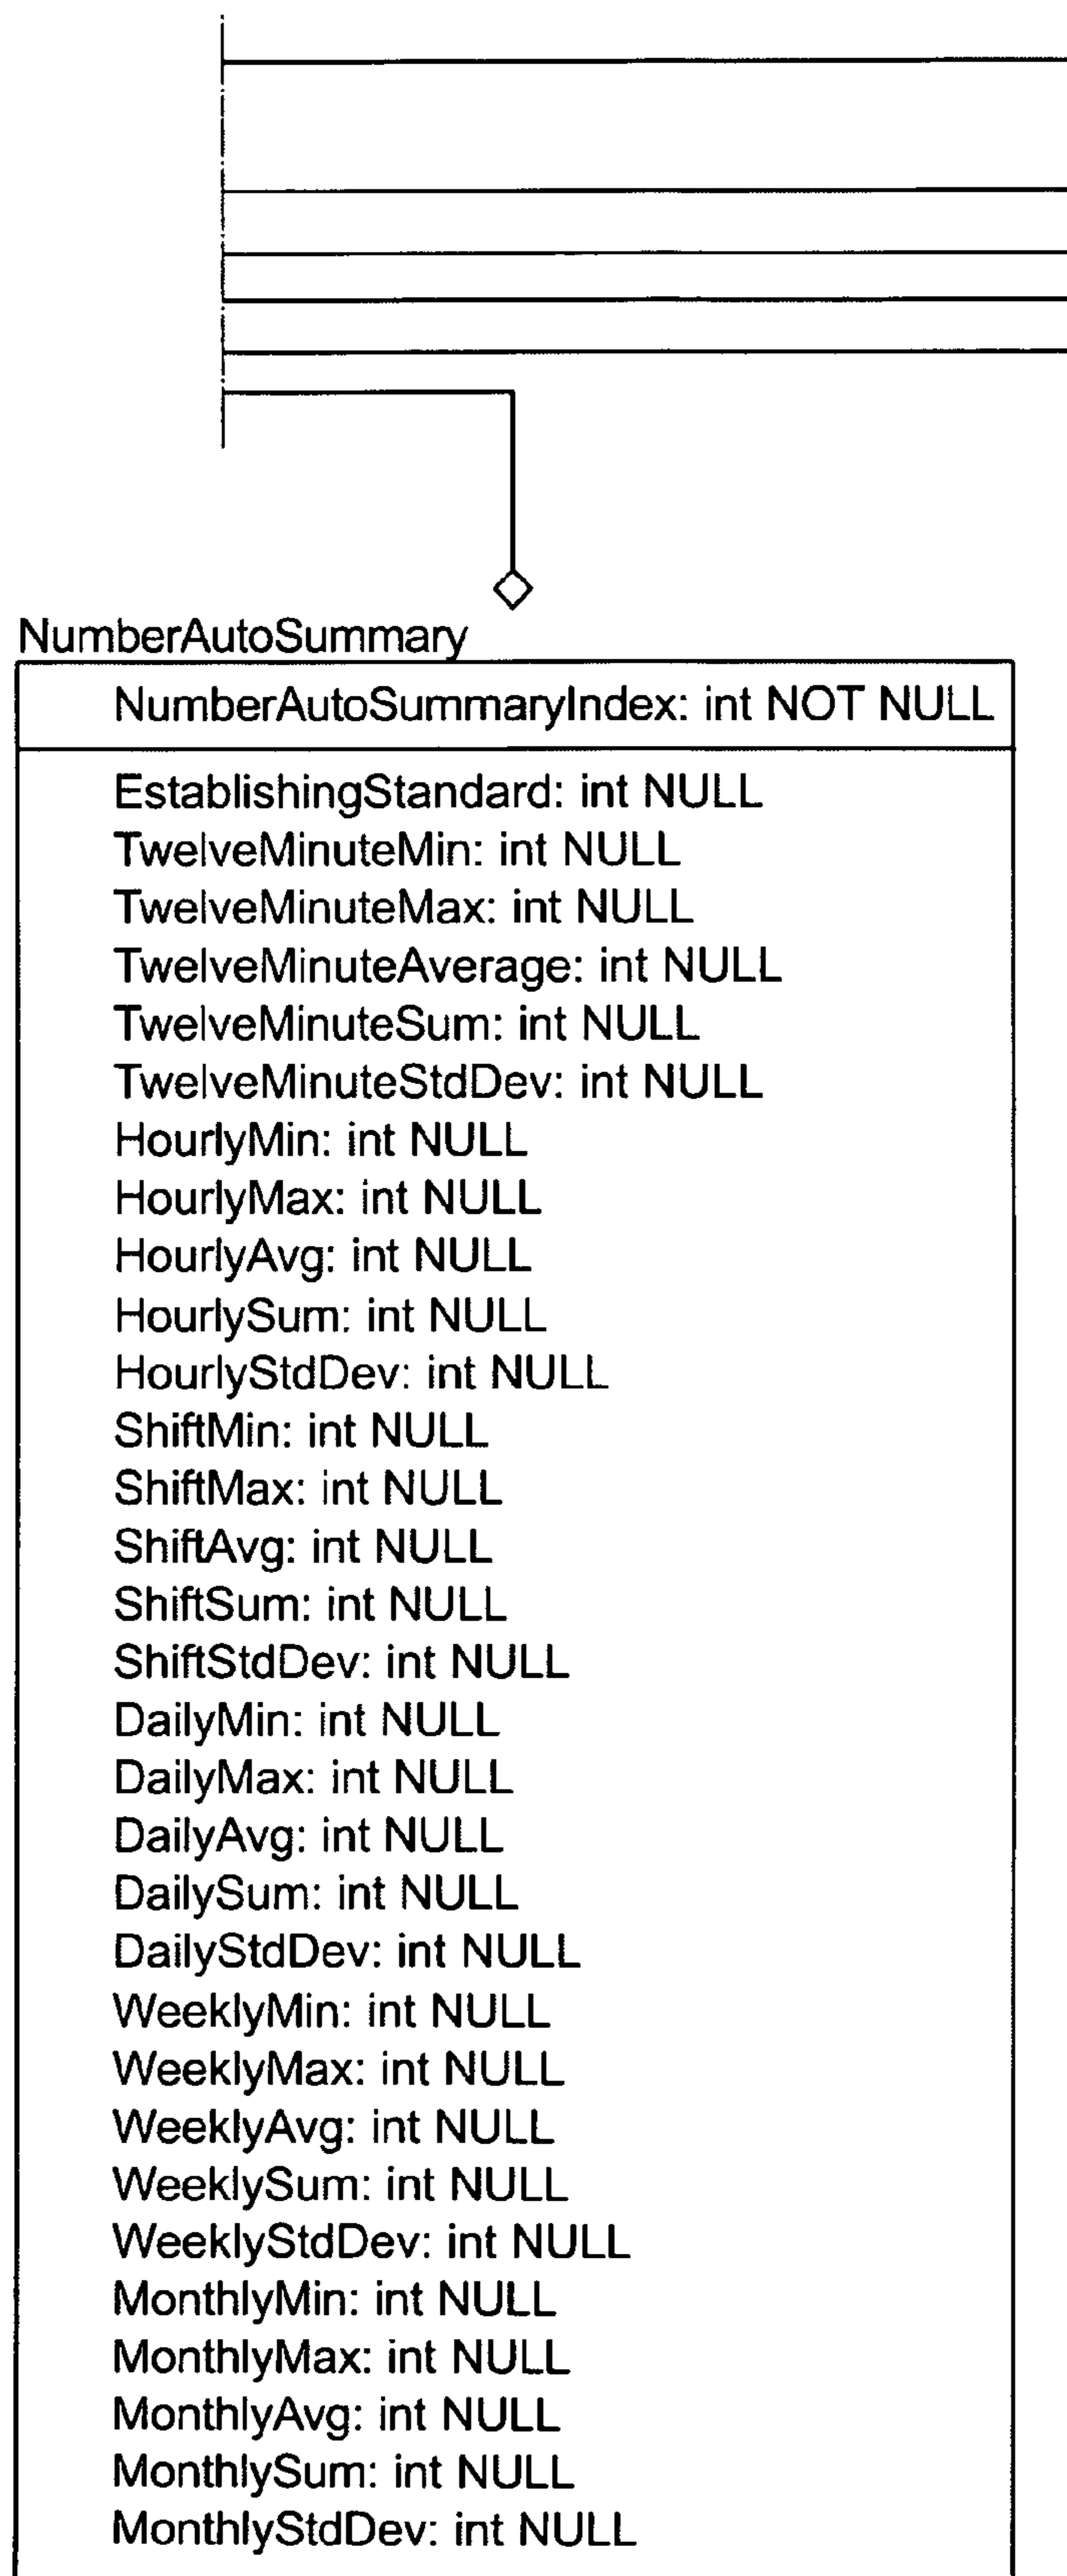 NumberAutoSummary
NumberAutoSummaryIndex: int NOT NULL
EstablishingStandard: int NULL
TwelveMinuteMin: int NULL
TwelveMinuteMax: int NULL
TwelveMinuteAverage: int NULL
TwelveMinuteSum: int NULL
TwelveMinuteStdDev: int NULL
HourlyMin: int NULL
HourlyMax: int NULL
HourlyAvg: int NULL
HourlySum: int NULL
HourlyStdDev: int NULL
ShiftMin: int NULL
ShiftMax: int NULL
ShiftAvg: int NULL
ShiftSum: int NULL
ShiftStdDev: int NULL
DailyMin: int NULL
DailyMax: int NULL
DailyAvg: int NULL
DailySum: int NULL
DailyStdDev: int NULL
WeeklyMin: int NULL
WeeklyMax: int NULL
WeeklyAvg: int NULL
WeeklySum: int NULL
WeeklyStdDev: int NULL
MonthlyMin: int NULL
MonthlyMax: int NULL
MonthlyAvg: int NULL
MonthlySum: int NULL
MonthlyStdDev: int NULL